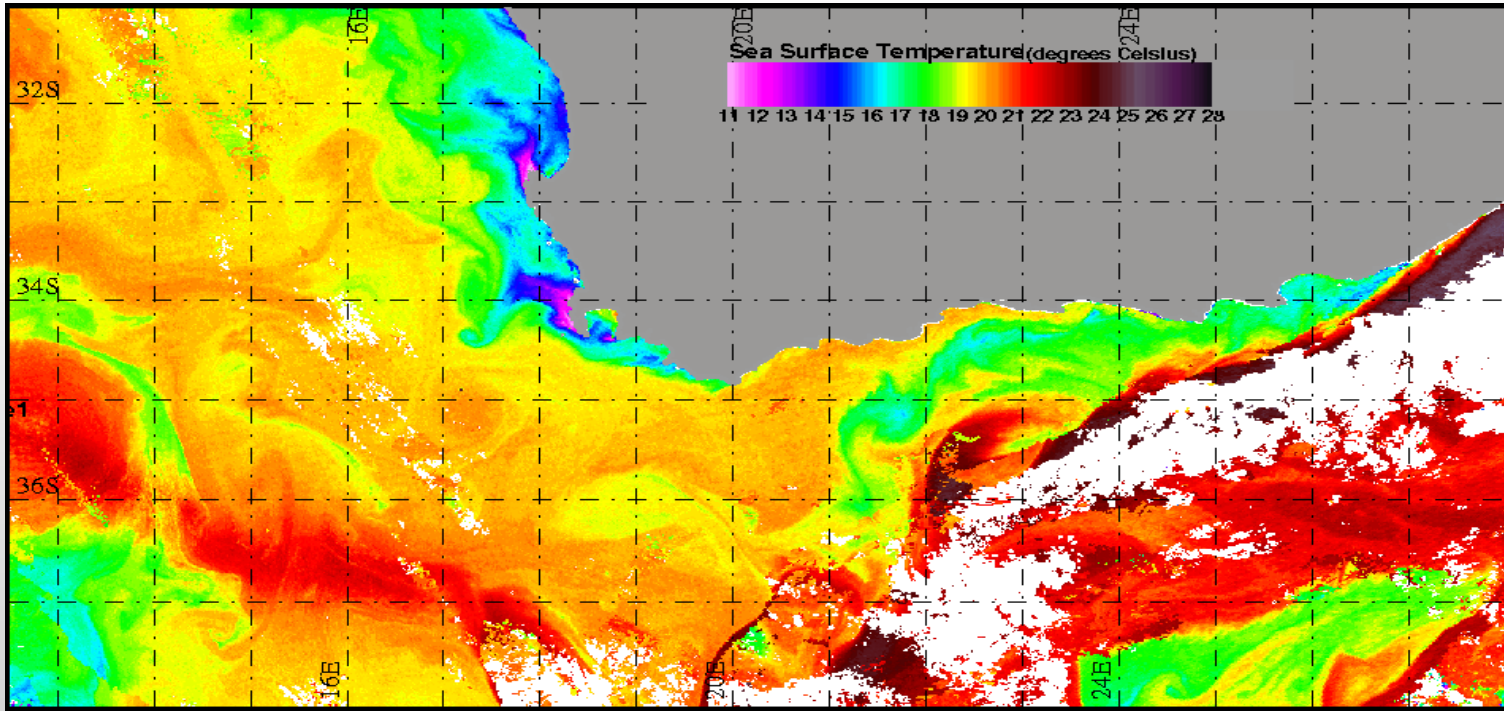 16E 20E 24E
Sea Surface Temperature(degrees Celsius)
32S
11 12 13 14 15 16 17 18 19 20 21 22 23 24 25 26 27 28
34S
e1
36S
16E 20E 24E